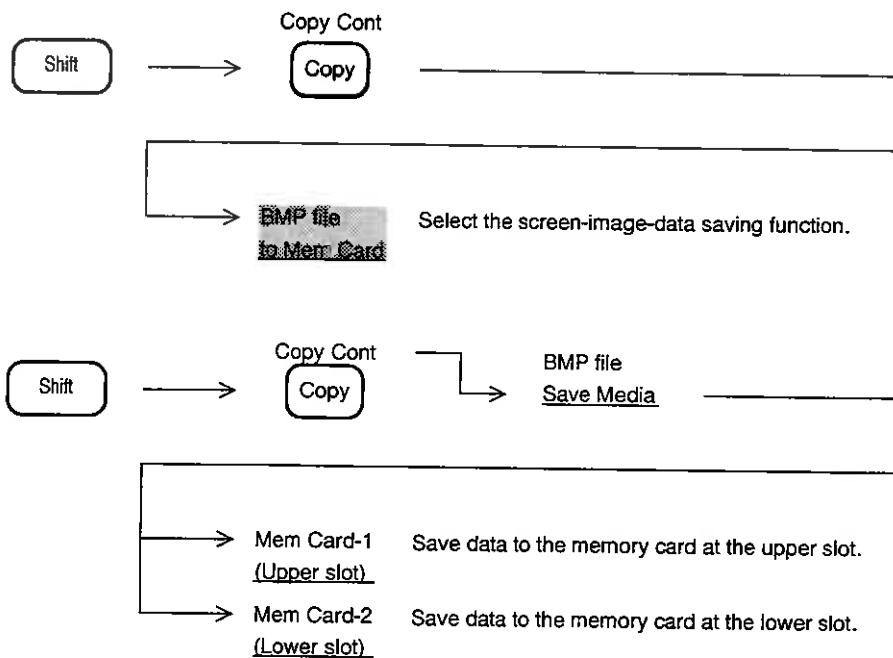 Copy Cont
Shift
Copy
BMP file
to Mem Card
Select the screen-image-data saving function.
Copy Cont
Shift
Copy
BMP file
Save Media
Mem Card-1
(Upper slot)
Save data to the memory card at the upper slot.
Mem Card-2
(Lower slot)
Save data to the memory card at the lower slot.